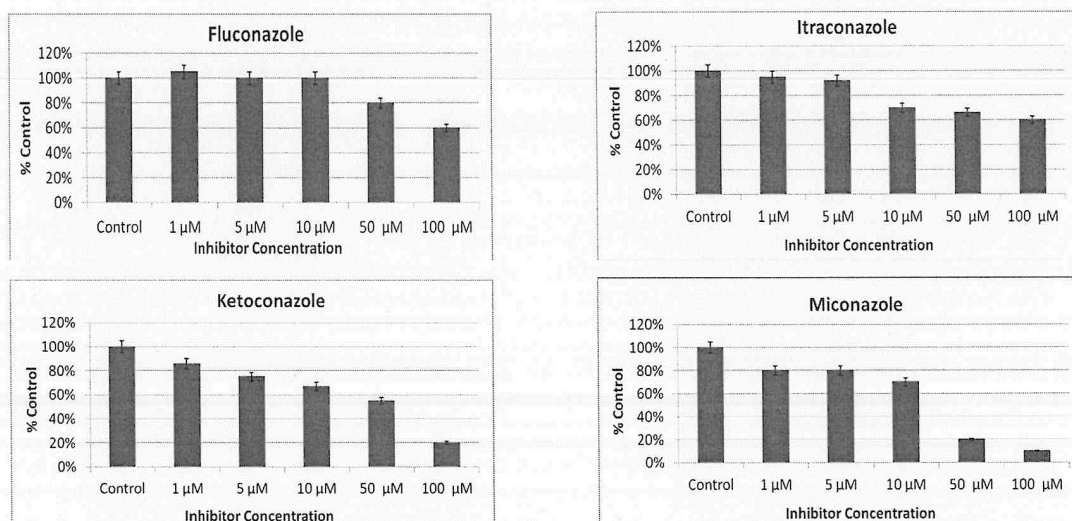 Fluconazole
120%
100%
80%
60%
40%
20%
0%
% Control
Control 1 µM 5 µM 10 µM 50 µM 100 µM
Inhibitor Concentration
Itraconazole
120%
100%
80%
60%
40%
20%
0%
% Control
Control 1 µM 5 µM 10 µM 50 µM 100 µM
Inhibitor Concentration
Ketoconazole
120%
100%
80%
60%
40%
20%
0%
% Control
Control 1 µM 5 µM 10 µM 50 µM 100 µM
Inhibitor Concentration
Miconazole
120%
100%
80%
60%
40%
20%
0%
% Control
Control 1 µM 5 µM 10 µM 50 µM 100 µM
Inhibitor Concentration